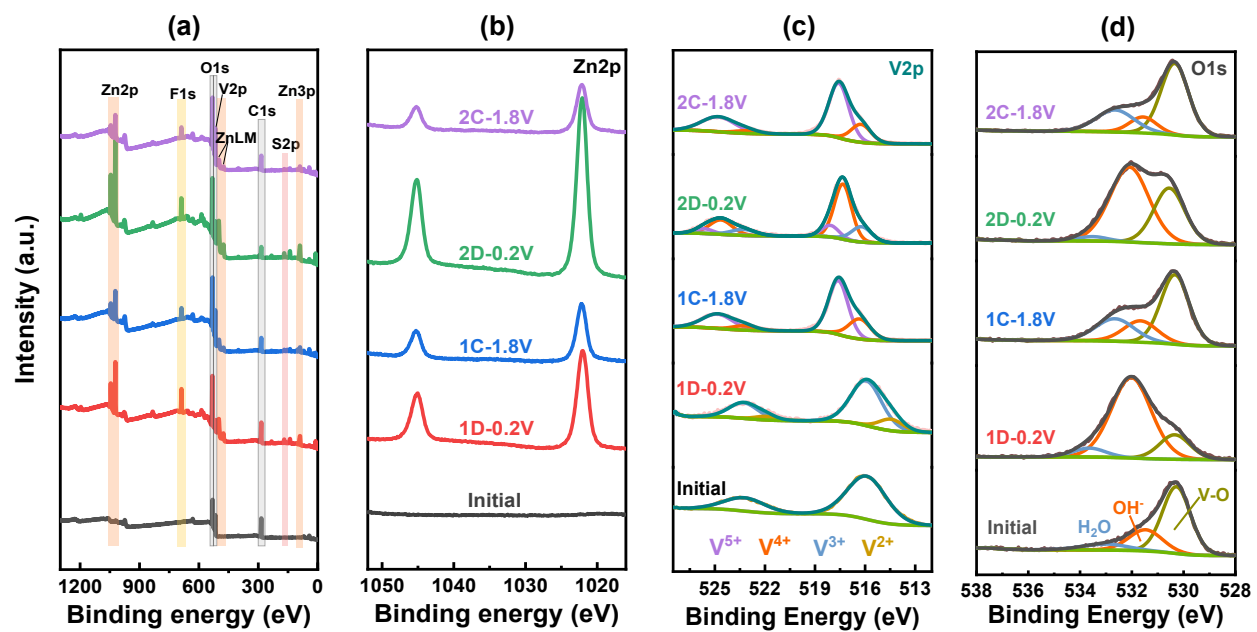 (a)
(b)
(c)
(d)
Intensity (a.u.)
Zn2p
F1s
O1s
V2p
ZnLM
C1s
S2p
Zn3p
1300
900
600
300
0
Binding energy (eV)
Zn2p
2C-1.8V
2D-0.2V
1C-1.8V
1D-0.2V
Initial
1050
1040
1030
1020
Binding energy (eV)
V2p
2C-1.8V
2D-0.2V
1C-1.8V
1D-0.2V
Initial
V⁵⁺
V⁴⁺
V³⁺
V²⁺
525
522
519
516
Binding energy (eV)
O1s
2C-1.8V
2D-0.2V
1C-1.8V
1D-0.2V
Initial
H₂O
OH⁻
V-O
538
536
534
532
530
528
Binding energy (eV)